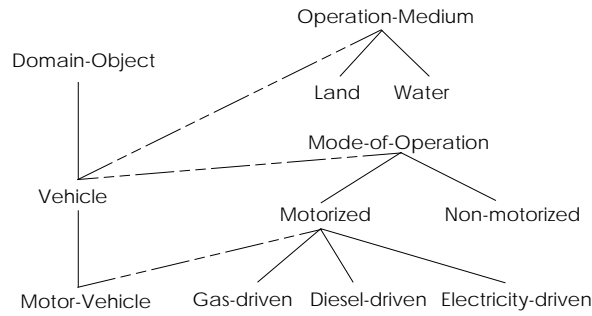 Operation-Medium
Domain-Object
Land Water
Mode-of-Operation
Vehicle
Motorized Non-motorized
Motor-Vehicle Gas-driven Diesel-driven Electricity-driven